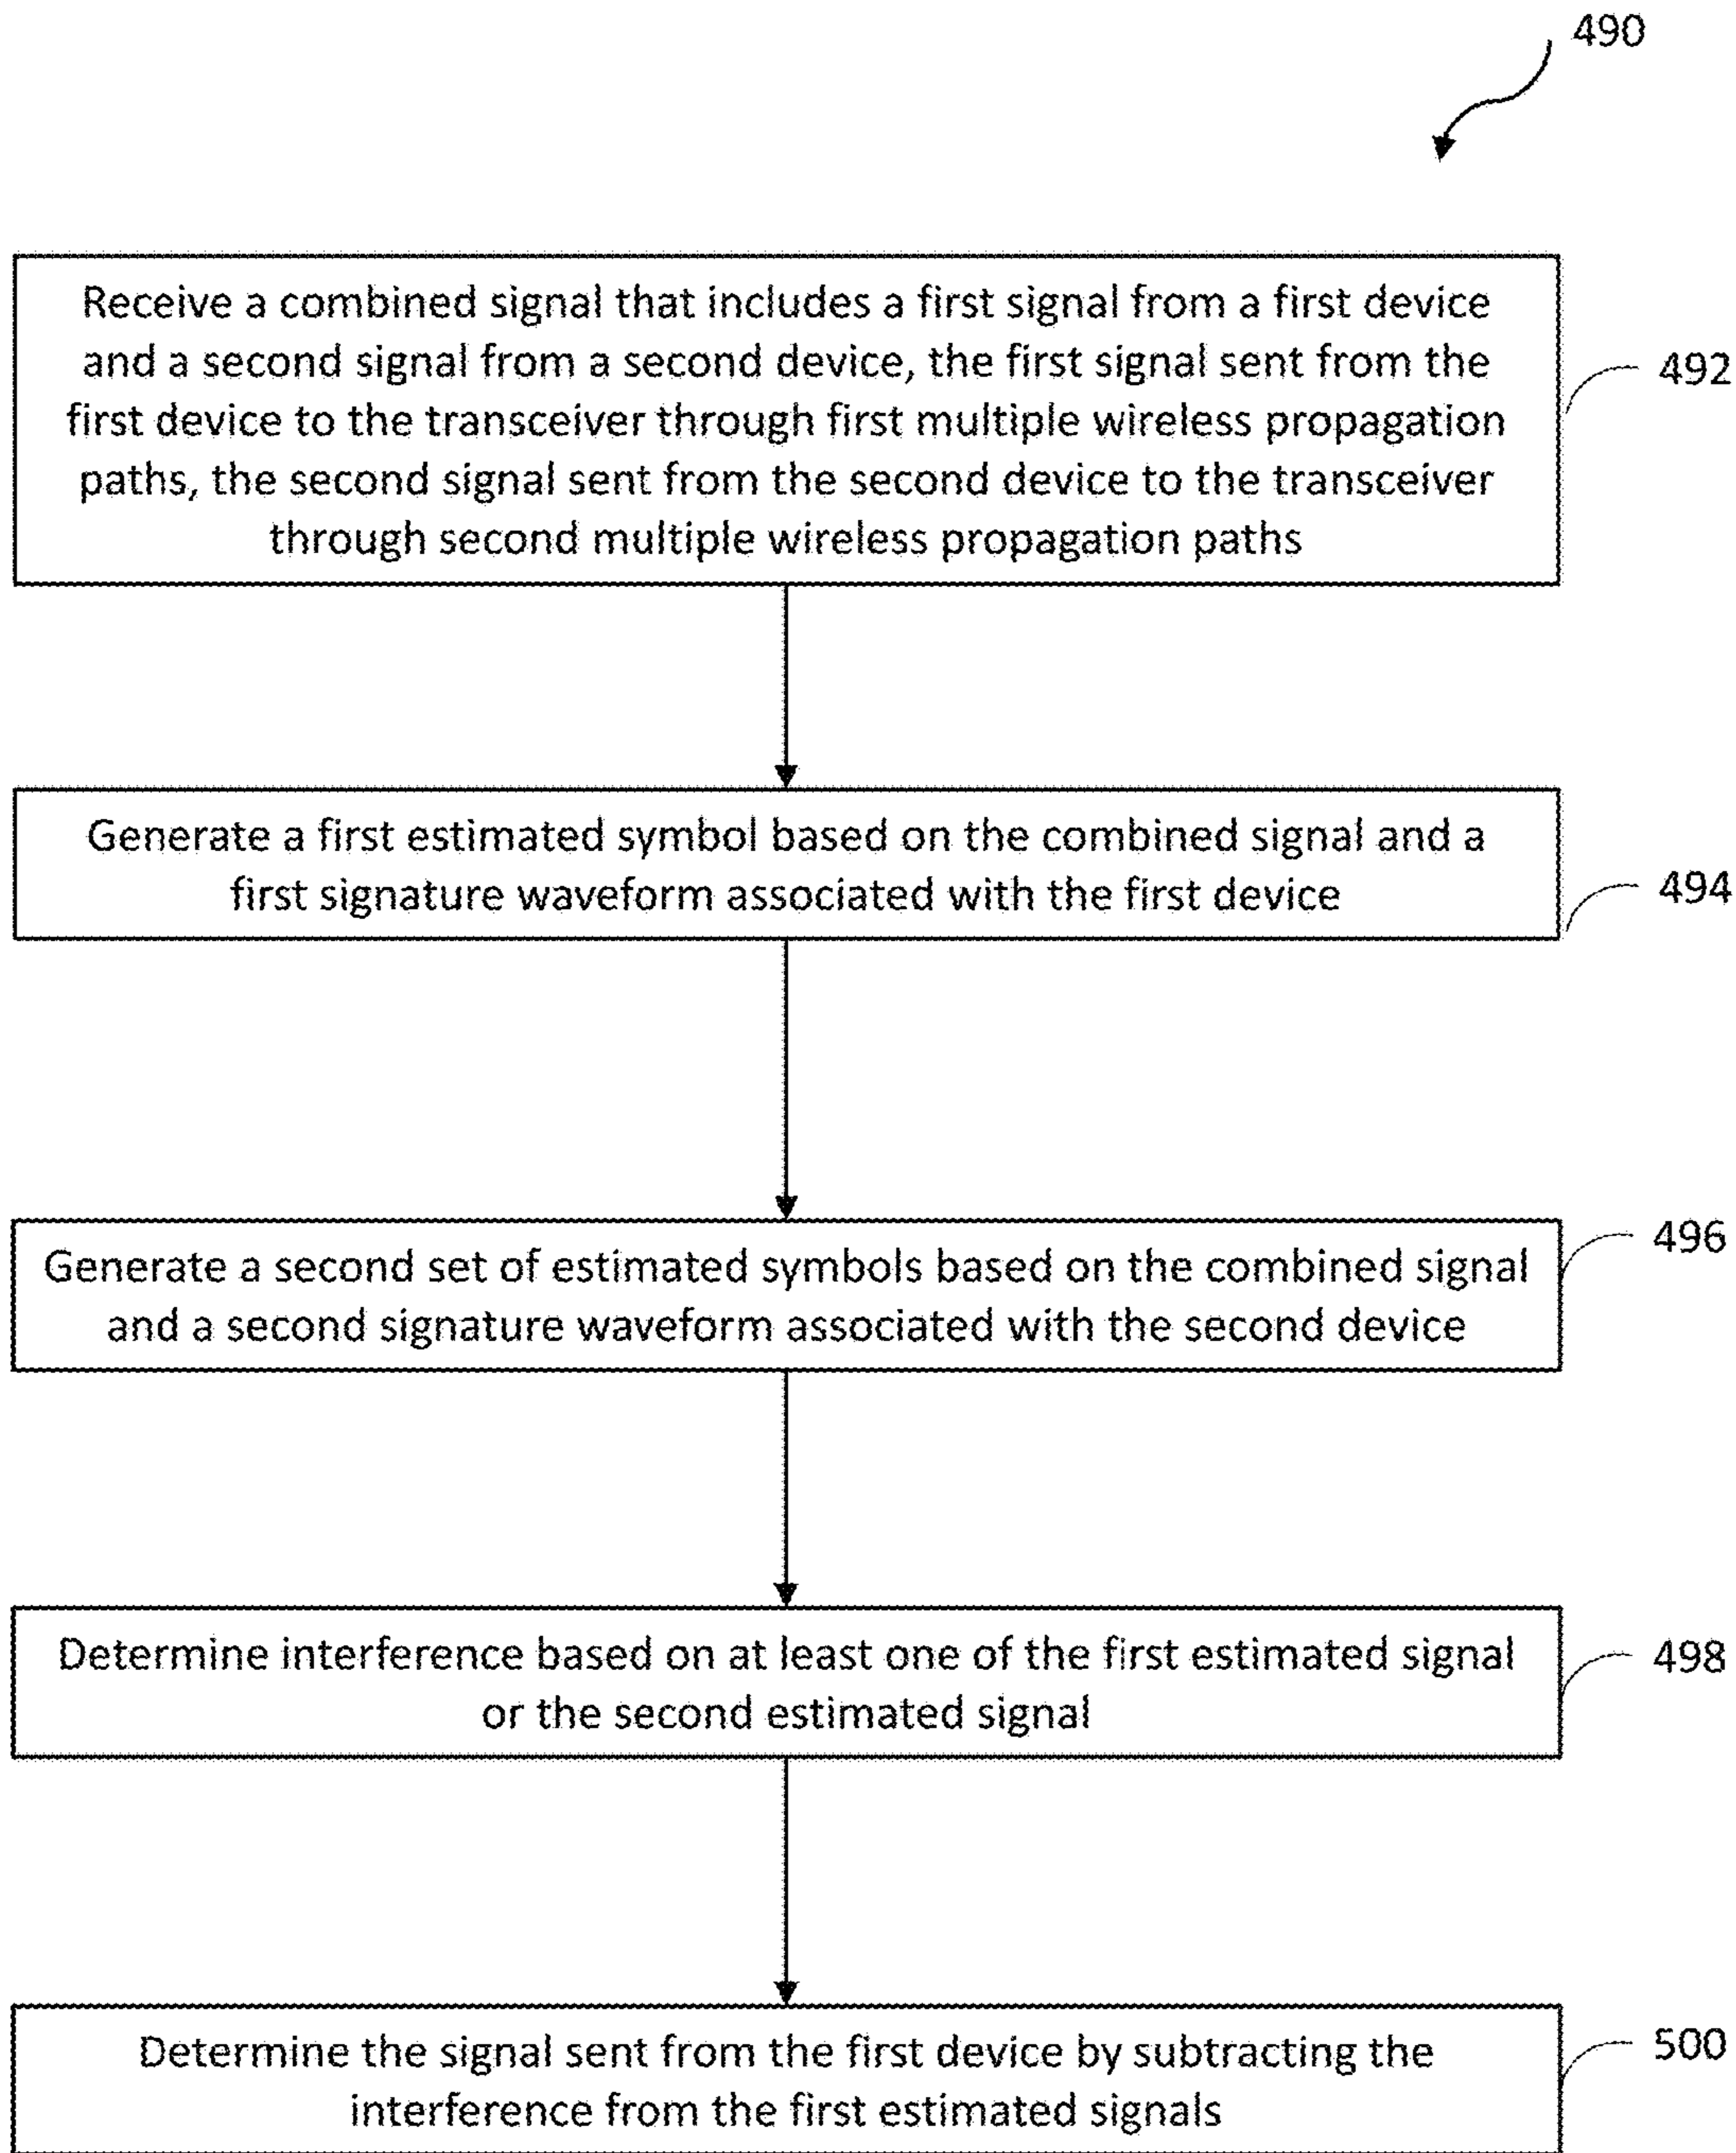 490
Receive a combined signal that includes a first signal from a first device
and a second signal from a second device, the first signal sent from the
first device to the transceiver through first multiple wireless propagation
paths, the second signal sent from the second device to the transceiver
through second multiple wireless propagation paths
492
Generate a first estimated symbol based on the combined signal and a
first signature waveform associated with the first device
494
Generate a second set of estimated symbols based on the combined signal
and a second signature waveform associated with the second device
496
Determine interference based on at least one of the first estimated signal
or the second estimated signal
498
Determine the signal sent from the first device by subtracting the
interference from the first estimated signals
500